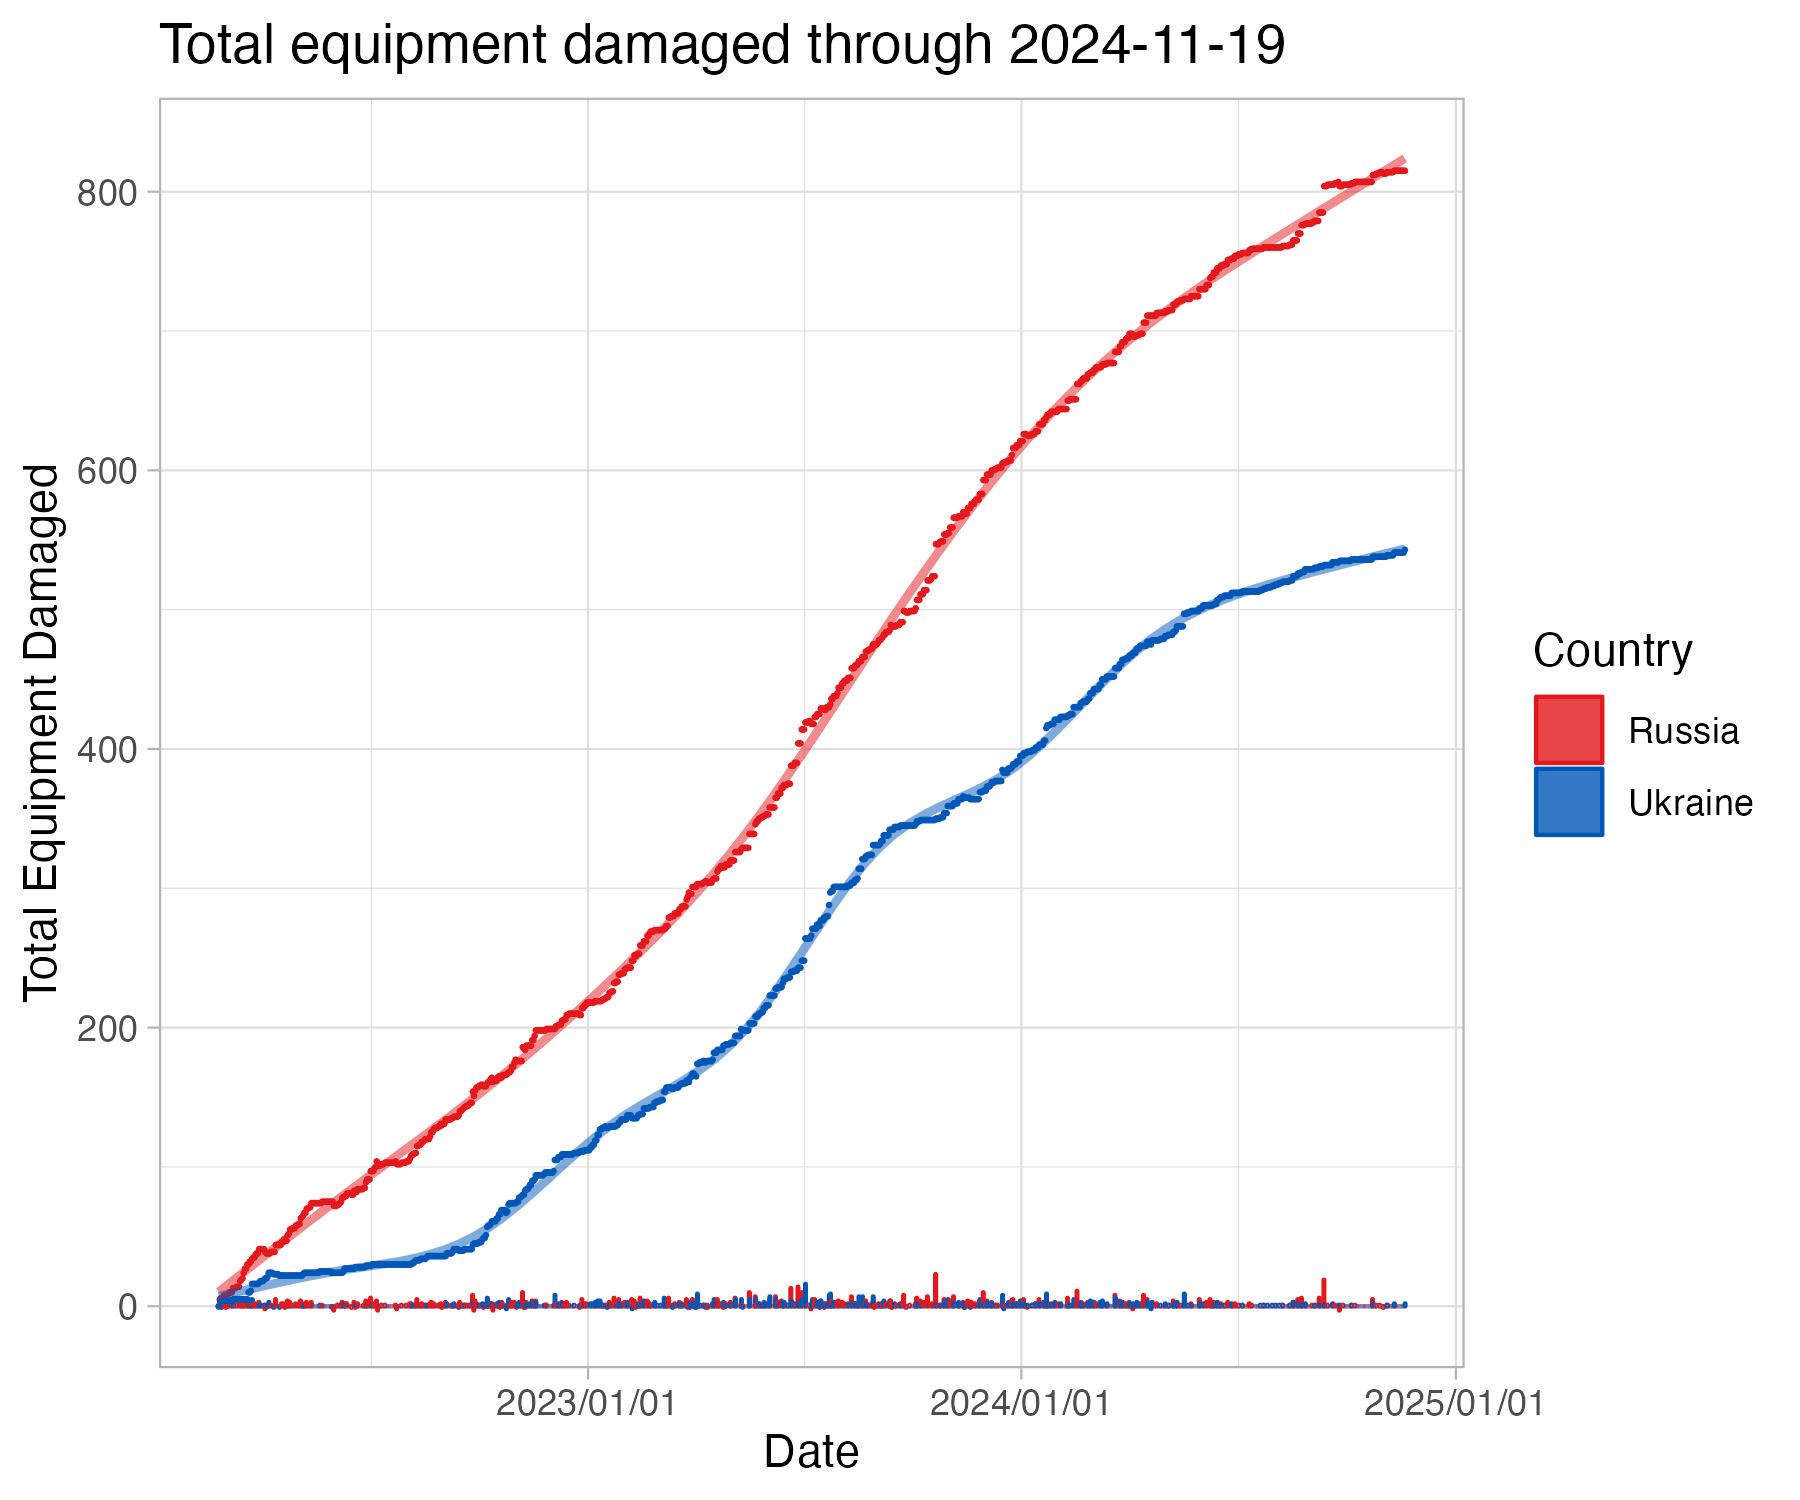 Total equipment damaged through 2024-11-19
Total Equipment Damaged
800
600
400
200
0
2023/01/01
2024/01/01
2025/01/01
Date
Country
Russia
Ukraine